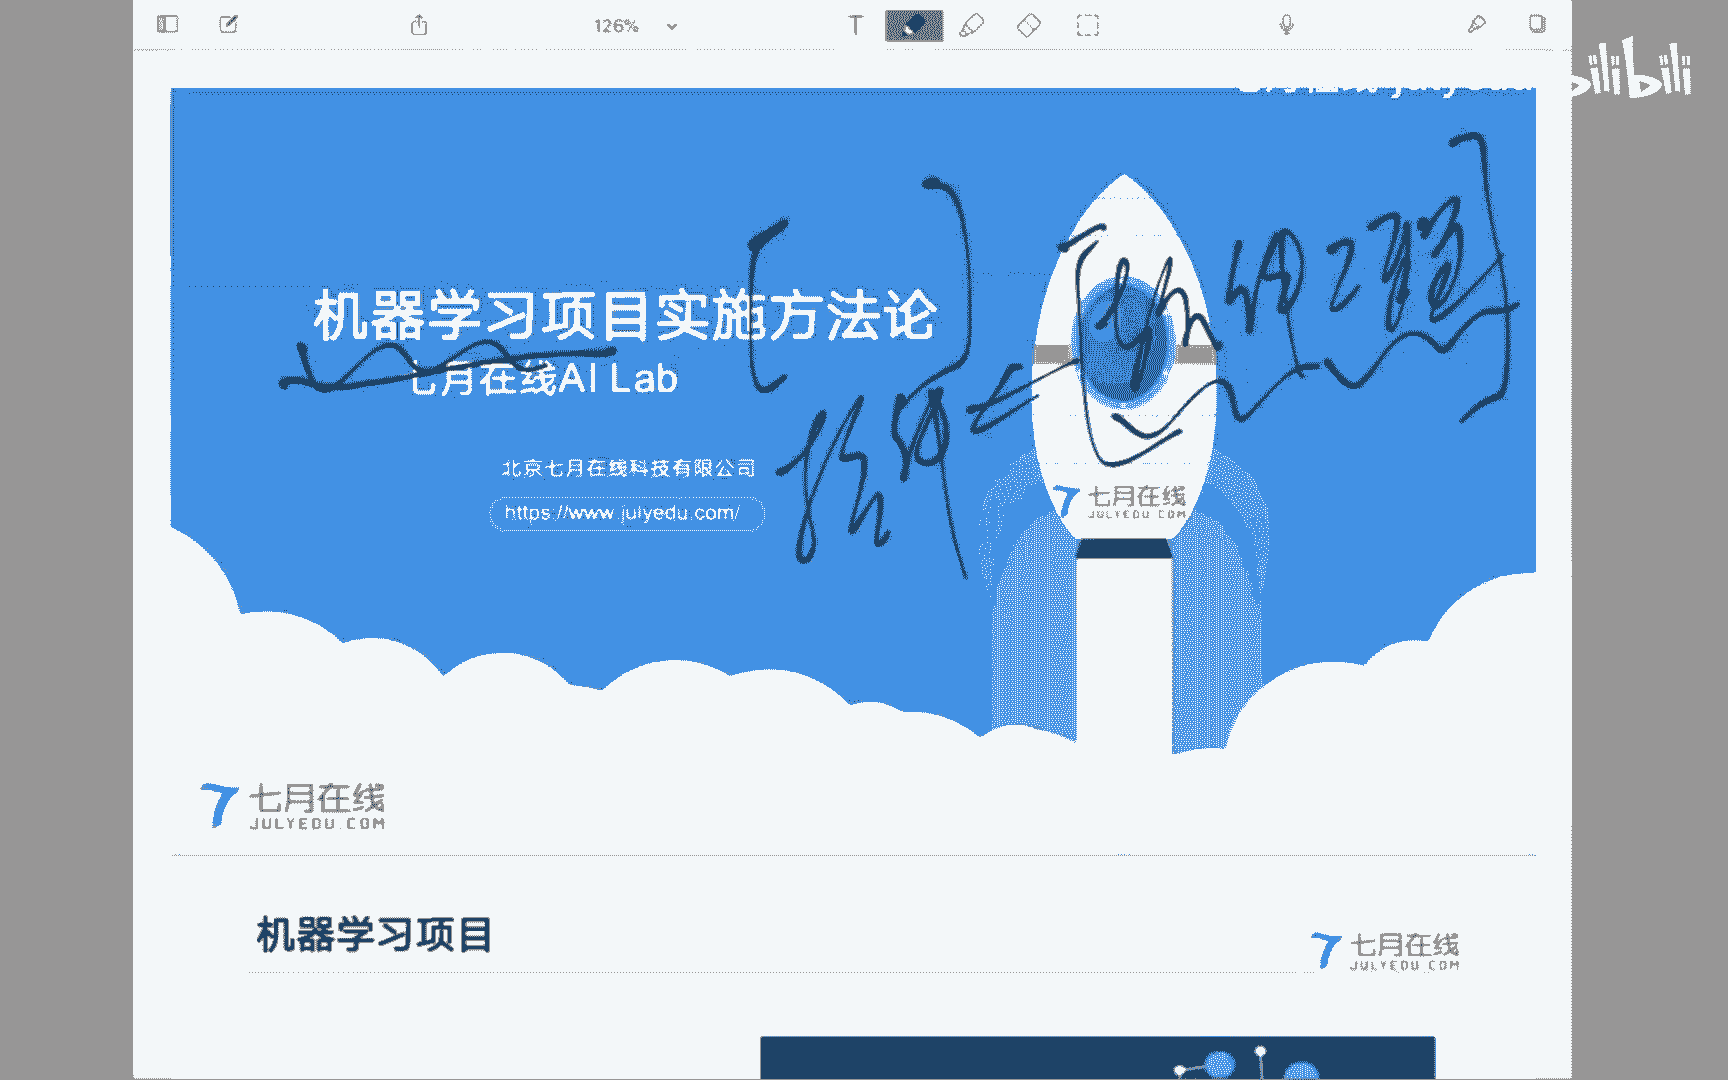 126%
bilibili
机器学习项目实施方法论
七月在线AI Lab
北京七月在线科技有限公司
https://www.julyedu.com/
七月在线
JULYEDU.COM
七月在线
JULYEDU.COM
机器学习项目
七月在线
JULYEDU.COM